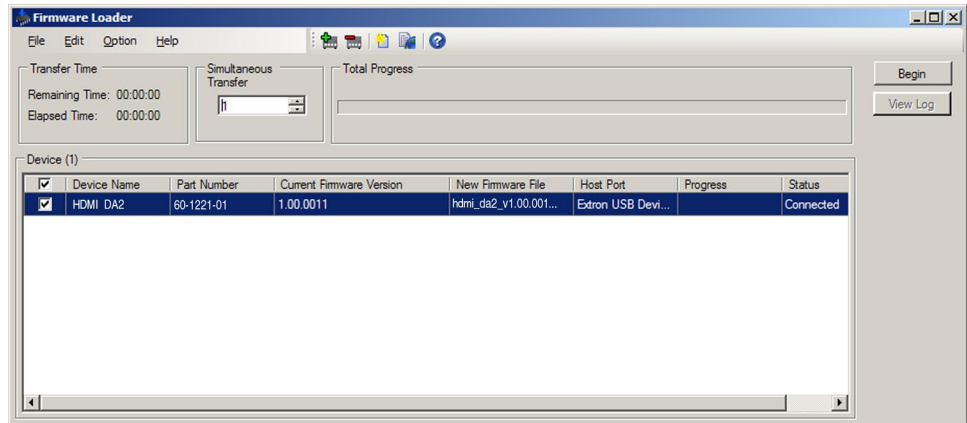 Firmware Loader
File Edit Option Help
Transfer Time
Remaining Time: 00:00:00
Elapsed Time: 00:00:00
Simultaneous
Transfer
1
Total Progress
Begin
View Log
Device (1)
Device Name Part Number Current Firmware Version New Firmware File Host Port Progress Status
HDMI DA2 60-1221-01 1.00.0011 hdmi_da2_v1.00.001... Extron USB Devi... Connected